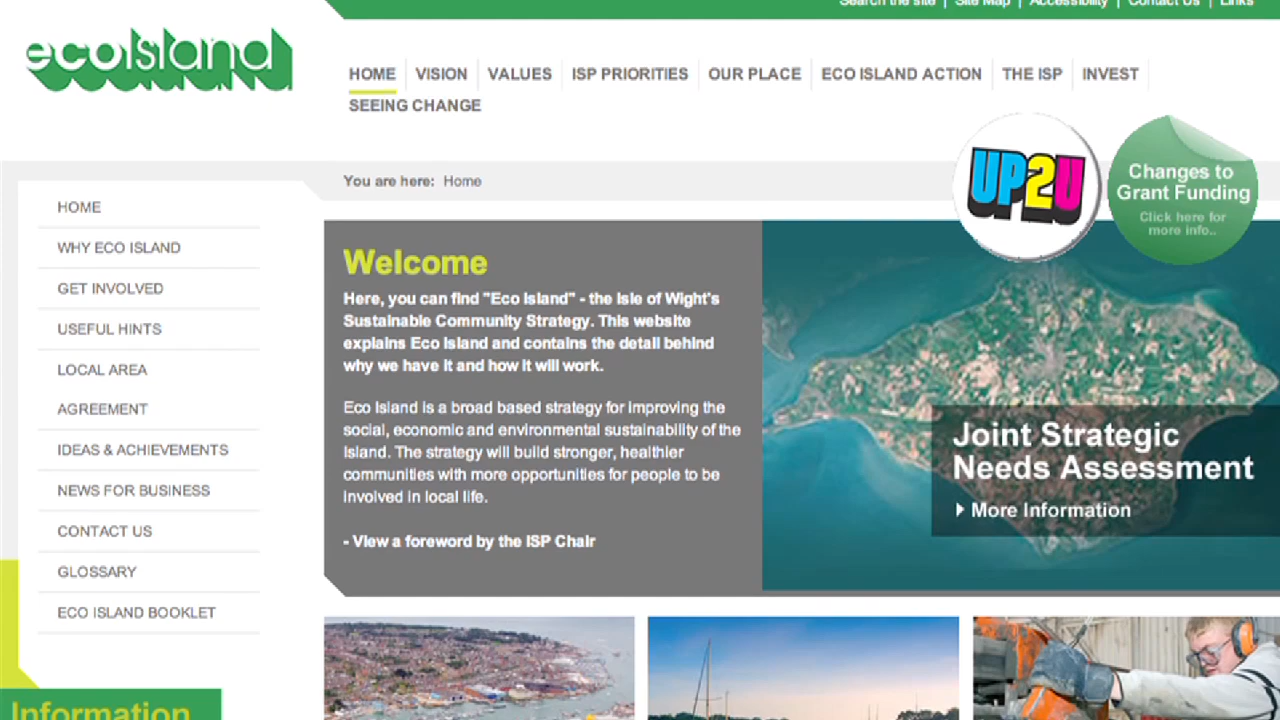 Search the site | Site Map | Accessibility | Contact Us | Links
ecoisland
HOME VISION VALUES ISP PRIORITIES OUR PLACE ECO ISLAND ACTION THE ISP INVEST
SEEING CHANGE
UP2U
Changes to
Grant Funding
Click here for
more info..
You are here: Home
HOME
WHY ECO ISLAND
GET INVOLVED
USEFUL HINTS
LOCAL AREA
AGREEMENT
IDEAS & ACHIEVEMENTS
NEWS FOR BUSINESS
CONTACT US
GLOSSARY
ECO ISLAND BOOKLET
Information
Welcome
Here, you can find "Eco Island" - the Isle of Wight's
Sustainable Community Strategy. This website
explains Eco Island and contains the detail behind
why we have it and how it will work.
Eco Island is a broad based strategy for improving the
social, economic and environmental sustainability of the
Island. The strategy will build stronger, healthier
communities with more opportunities for people to be
involved in local life.
- View a foreword by the ISP Chair
Joint Strategic
Needs Assessment
More Information